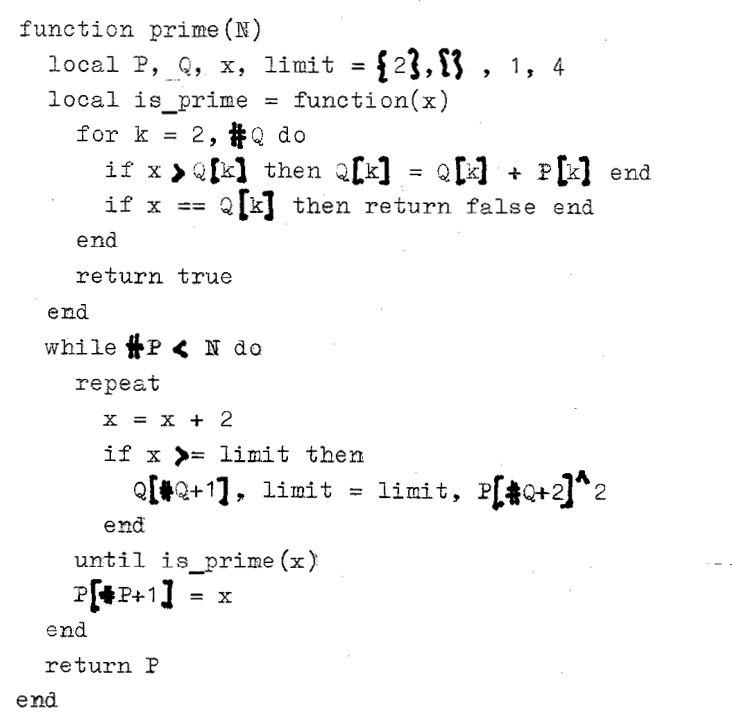 function prime(N)
  local P, Q, x, limit = {2},{} , 1, 4
  local is_prime = function(x)
    for k = 2, #Q do
      if x > Q[k] then Q[k] = Q[k] + P[k] end
      if x == Q[k] then return false end
    end
    return true
  end
  while #P < N do
    repeat
      x = x + 2
      if x >= limit then
        Q[#Q+1], limit = limit, P[#Q+2]^2
      end
    until is_prime(x)
    P[#P+1] = x
  end
  return P
end